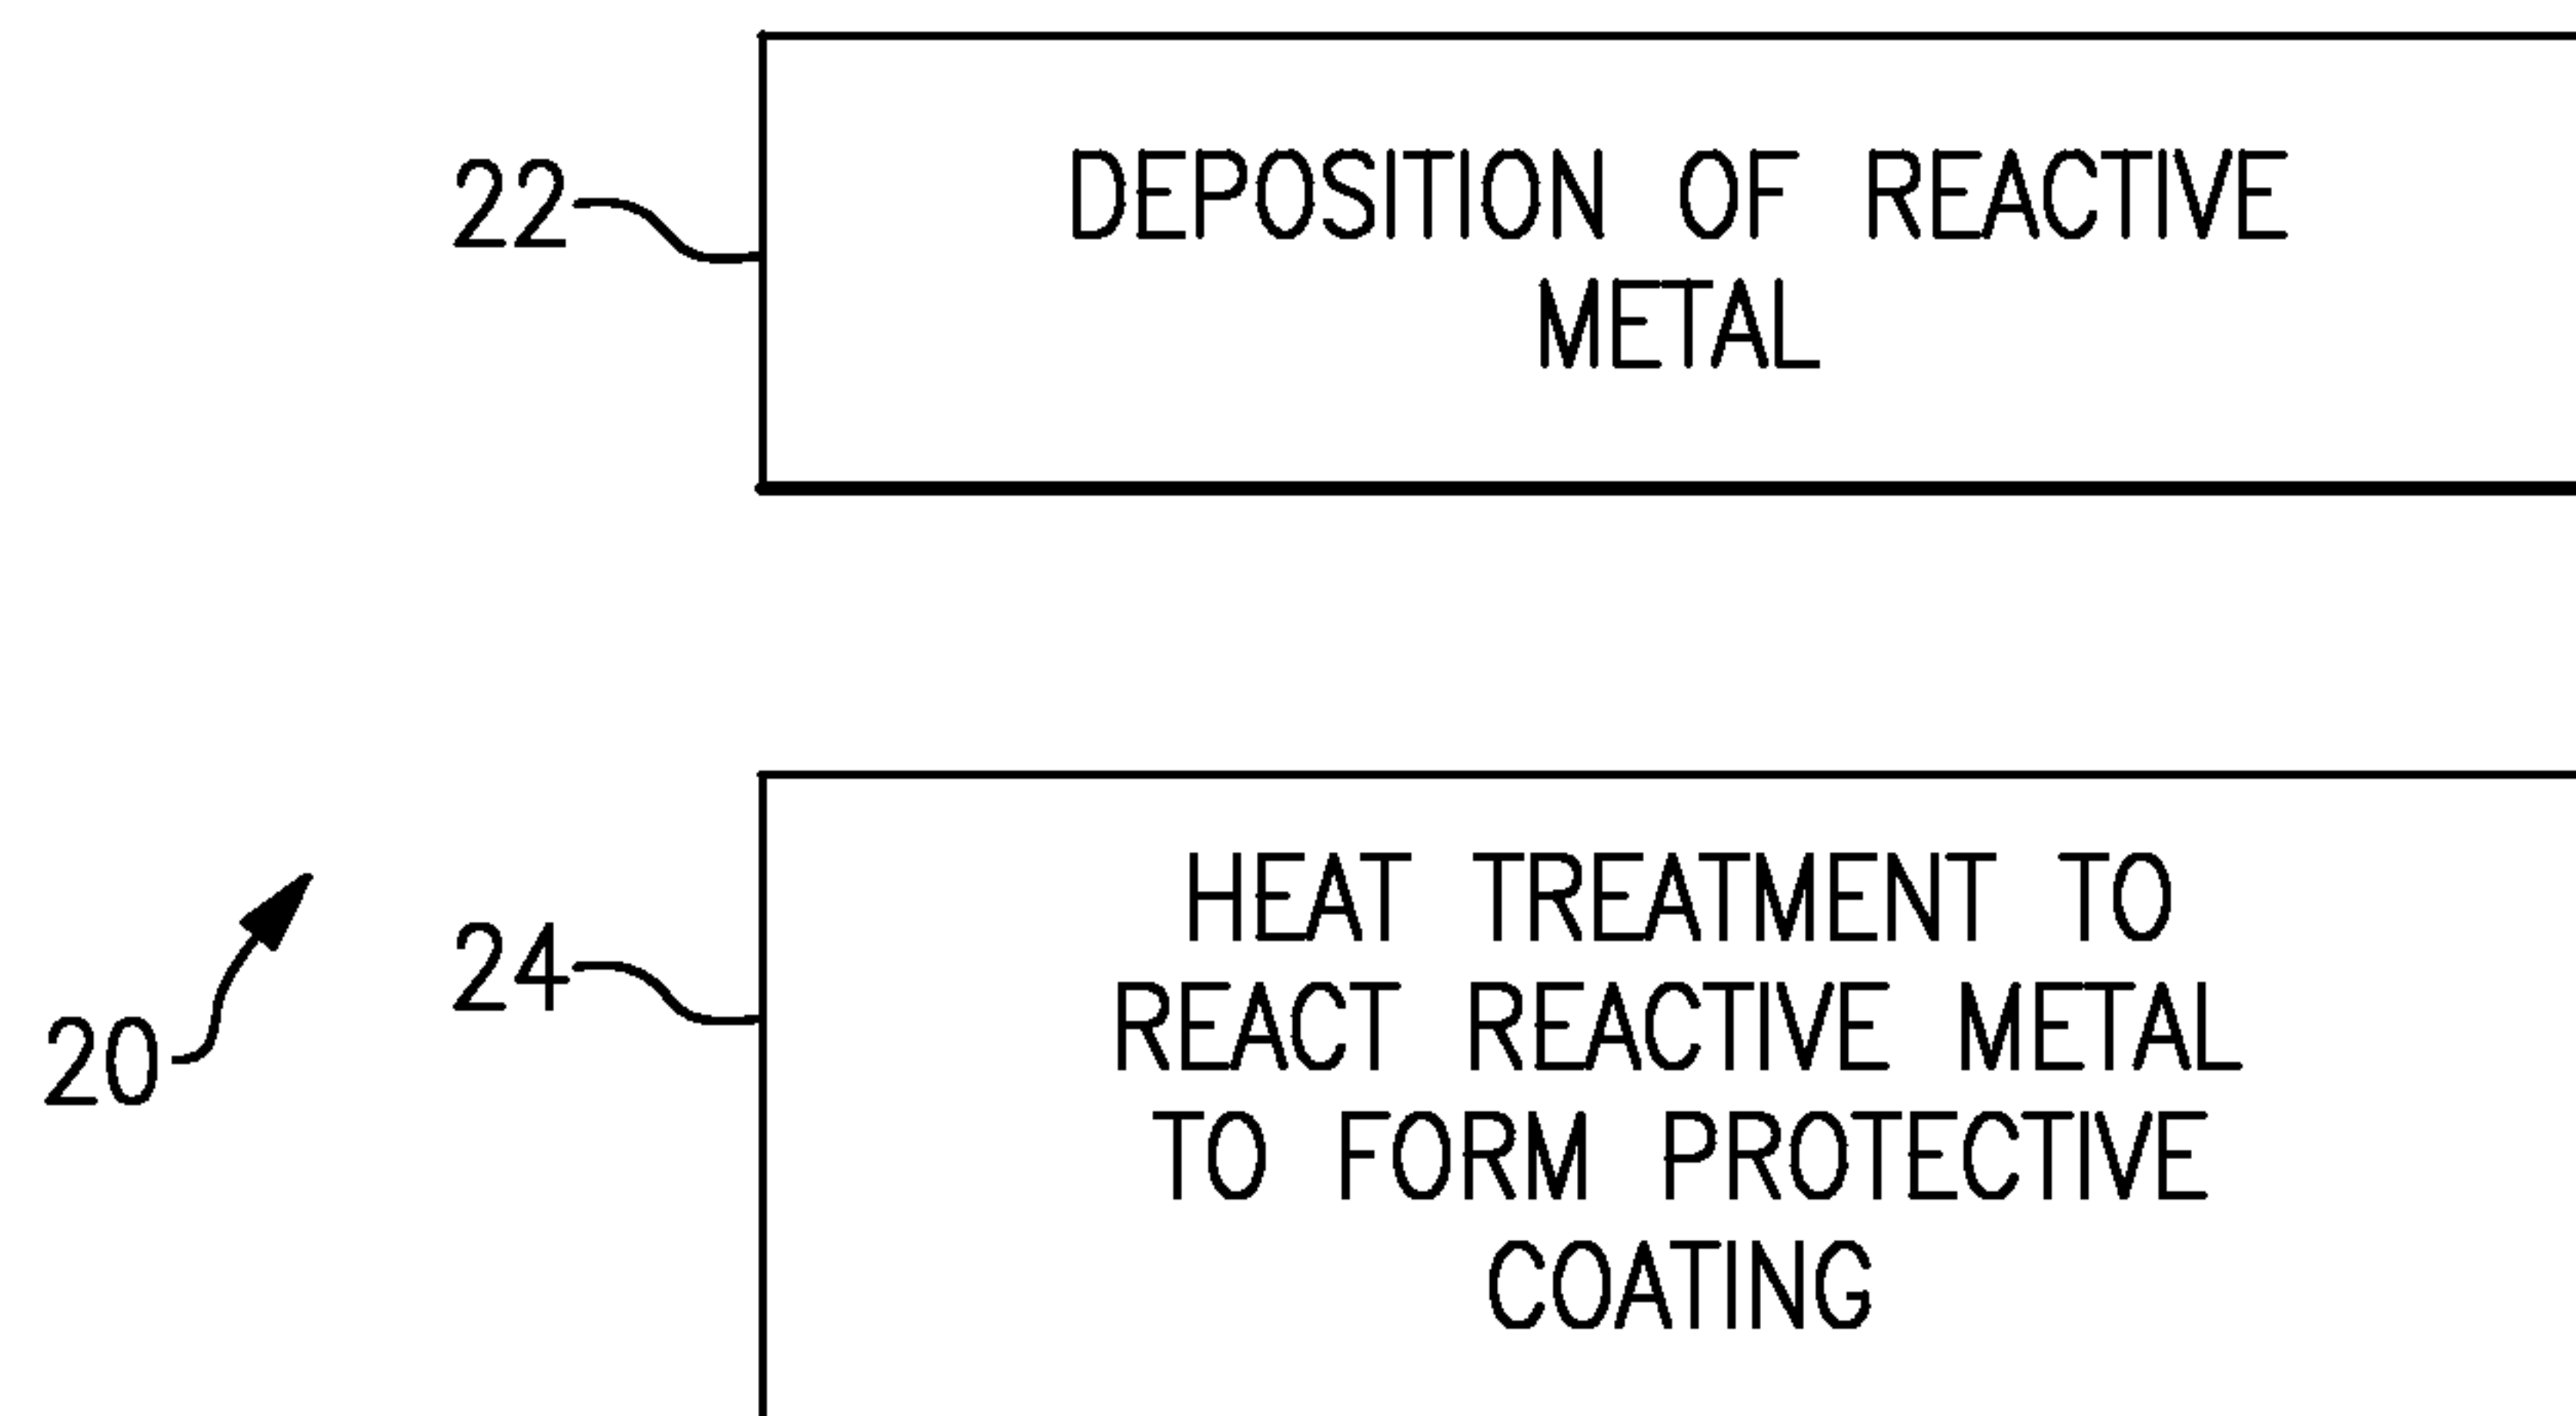 22
DEPOSITION OF REACTIVE
METAL
20
24
HEAT TREATMENT TO
REACT REACTIVE METAL
TO FORM PROTECTIVE
COATING